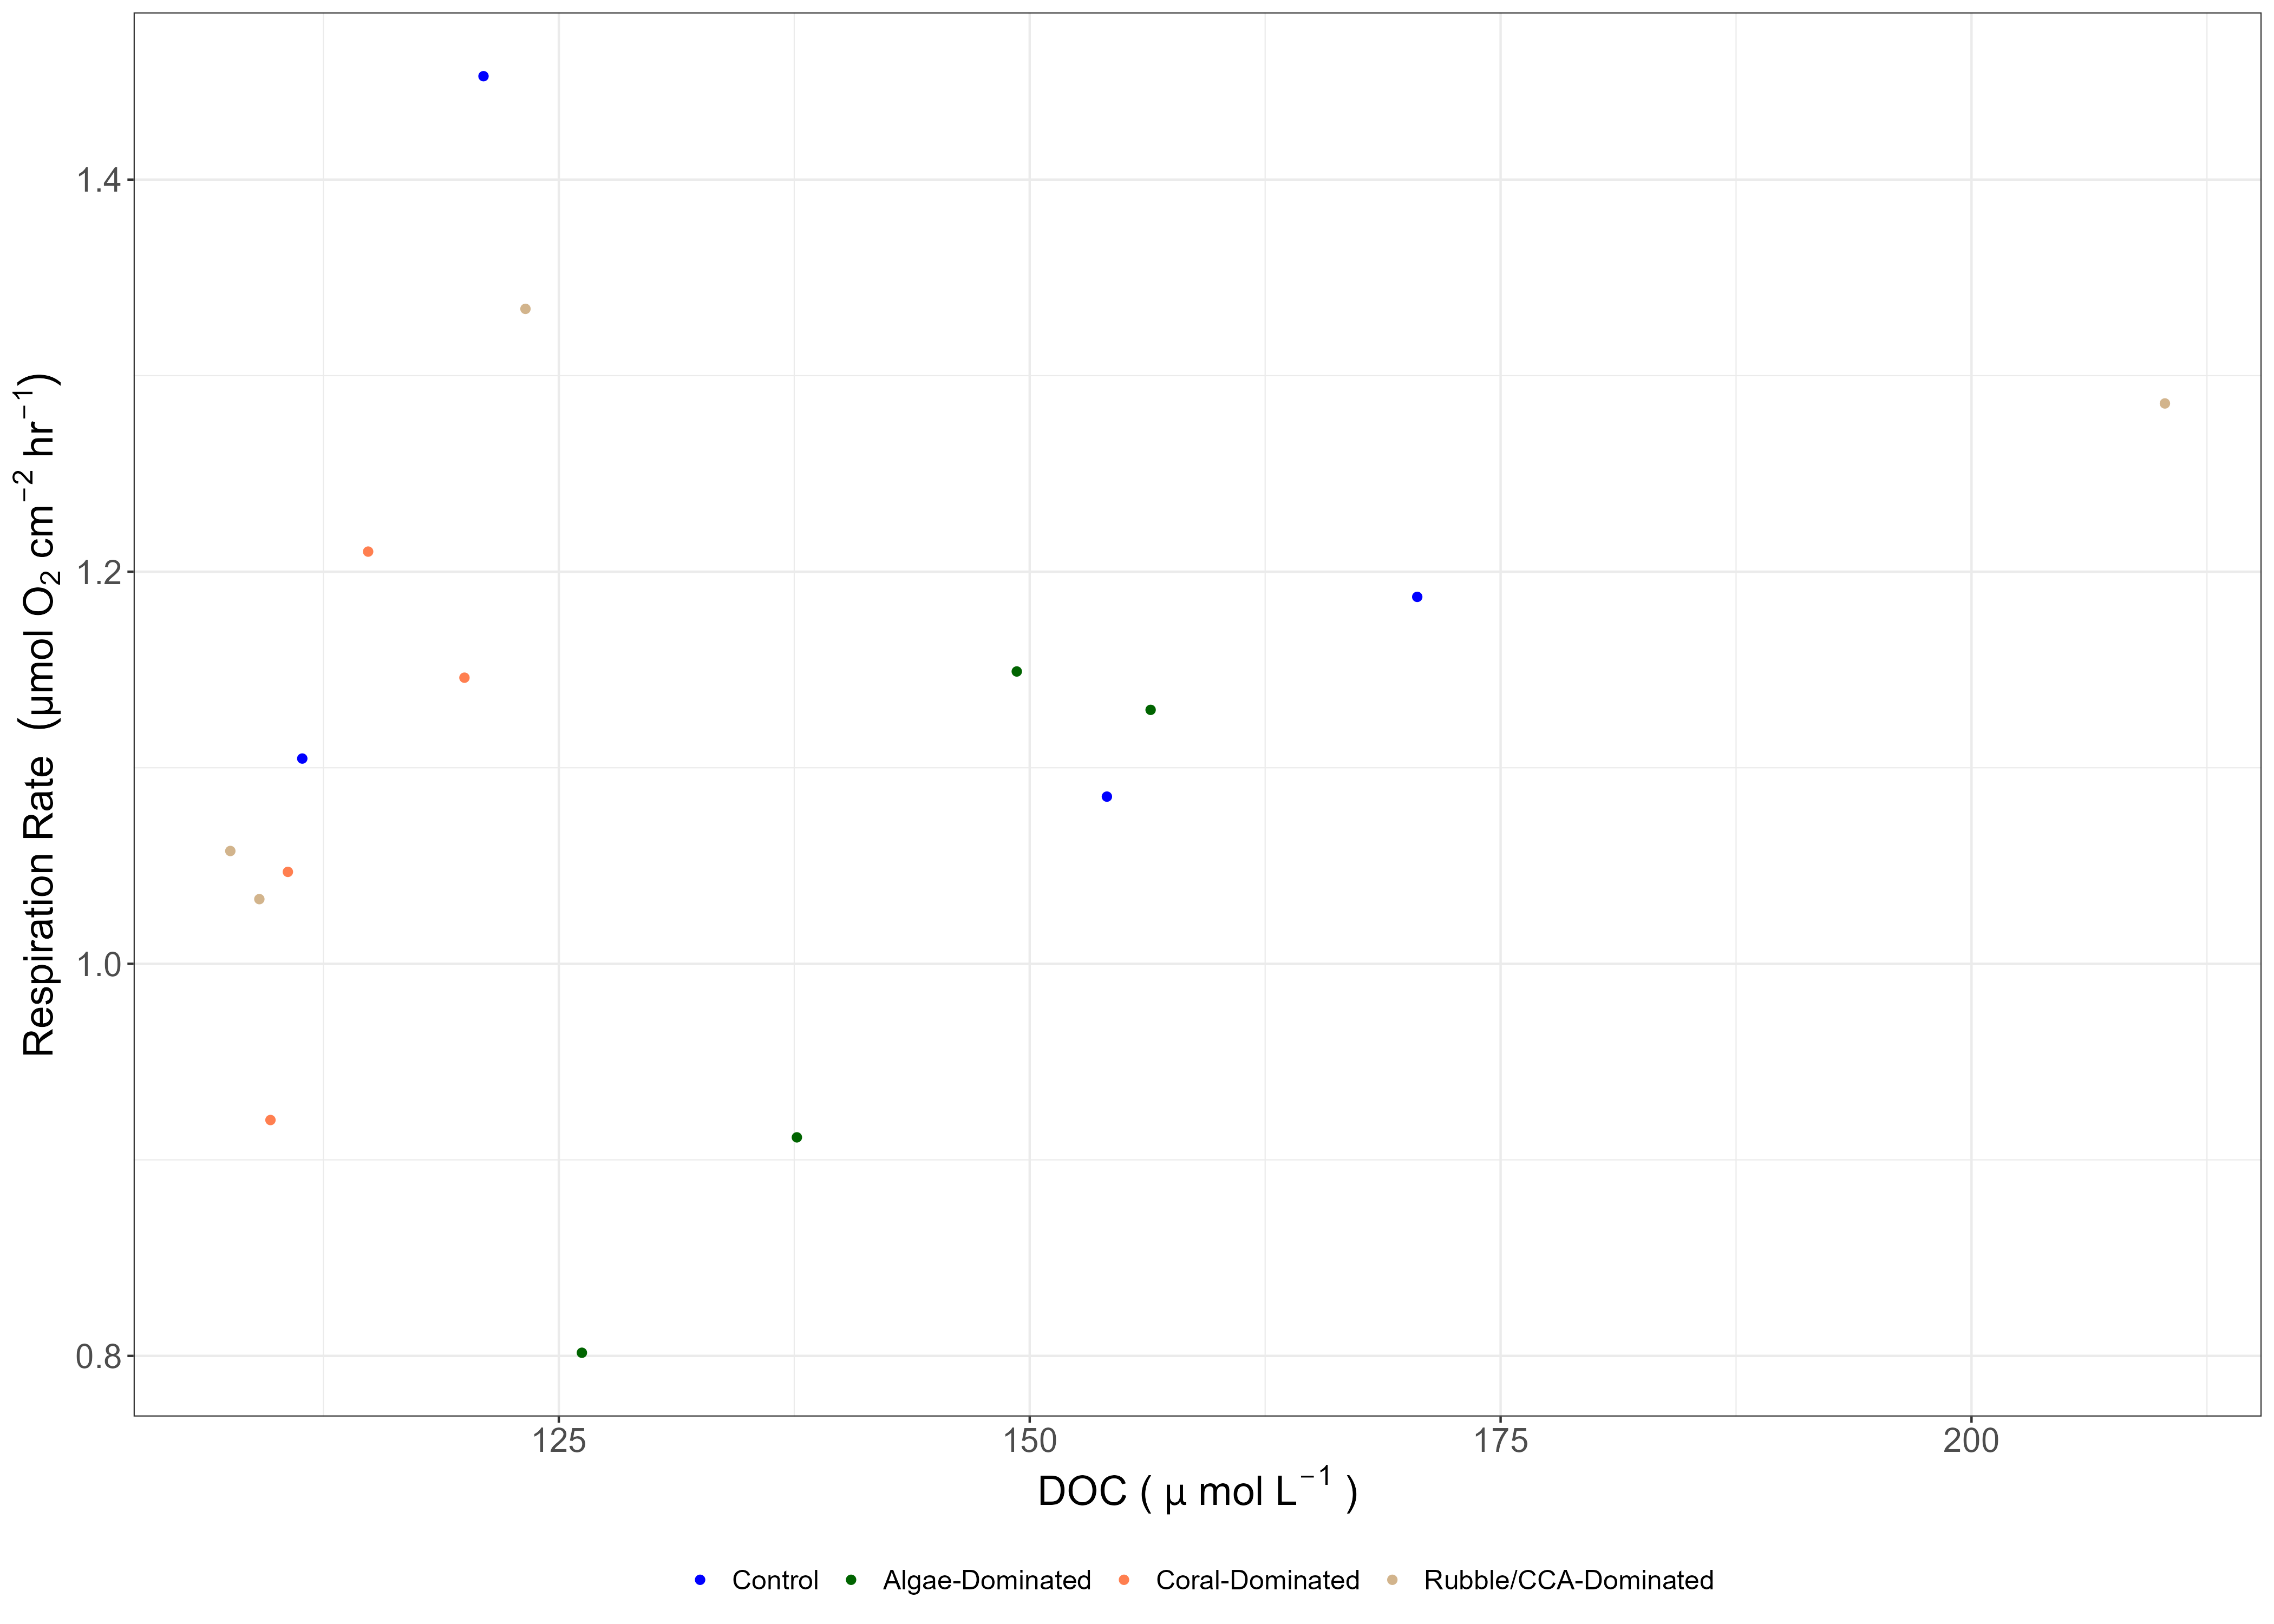 1.4
1.2
1.0
0.8
Respiration Rate (μmol O₂ cm⁻² hr⁻¹)
125 150 175 200
DOC ( μ mol L⁻¹ )
Control Algae-Dominated Coral-Dominated Rubble/CCA-Dominated